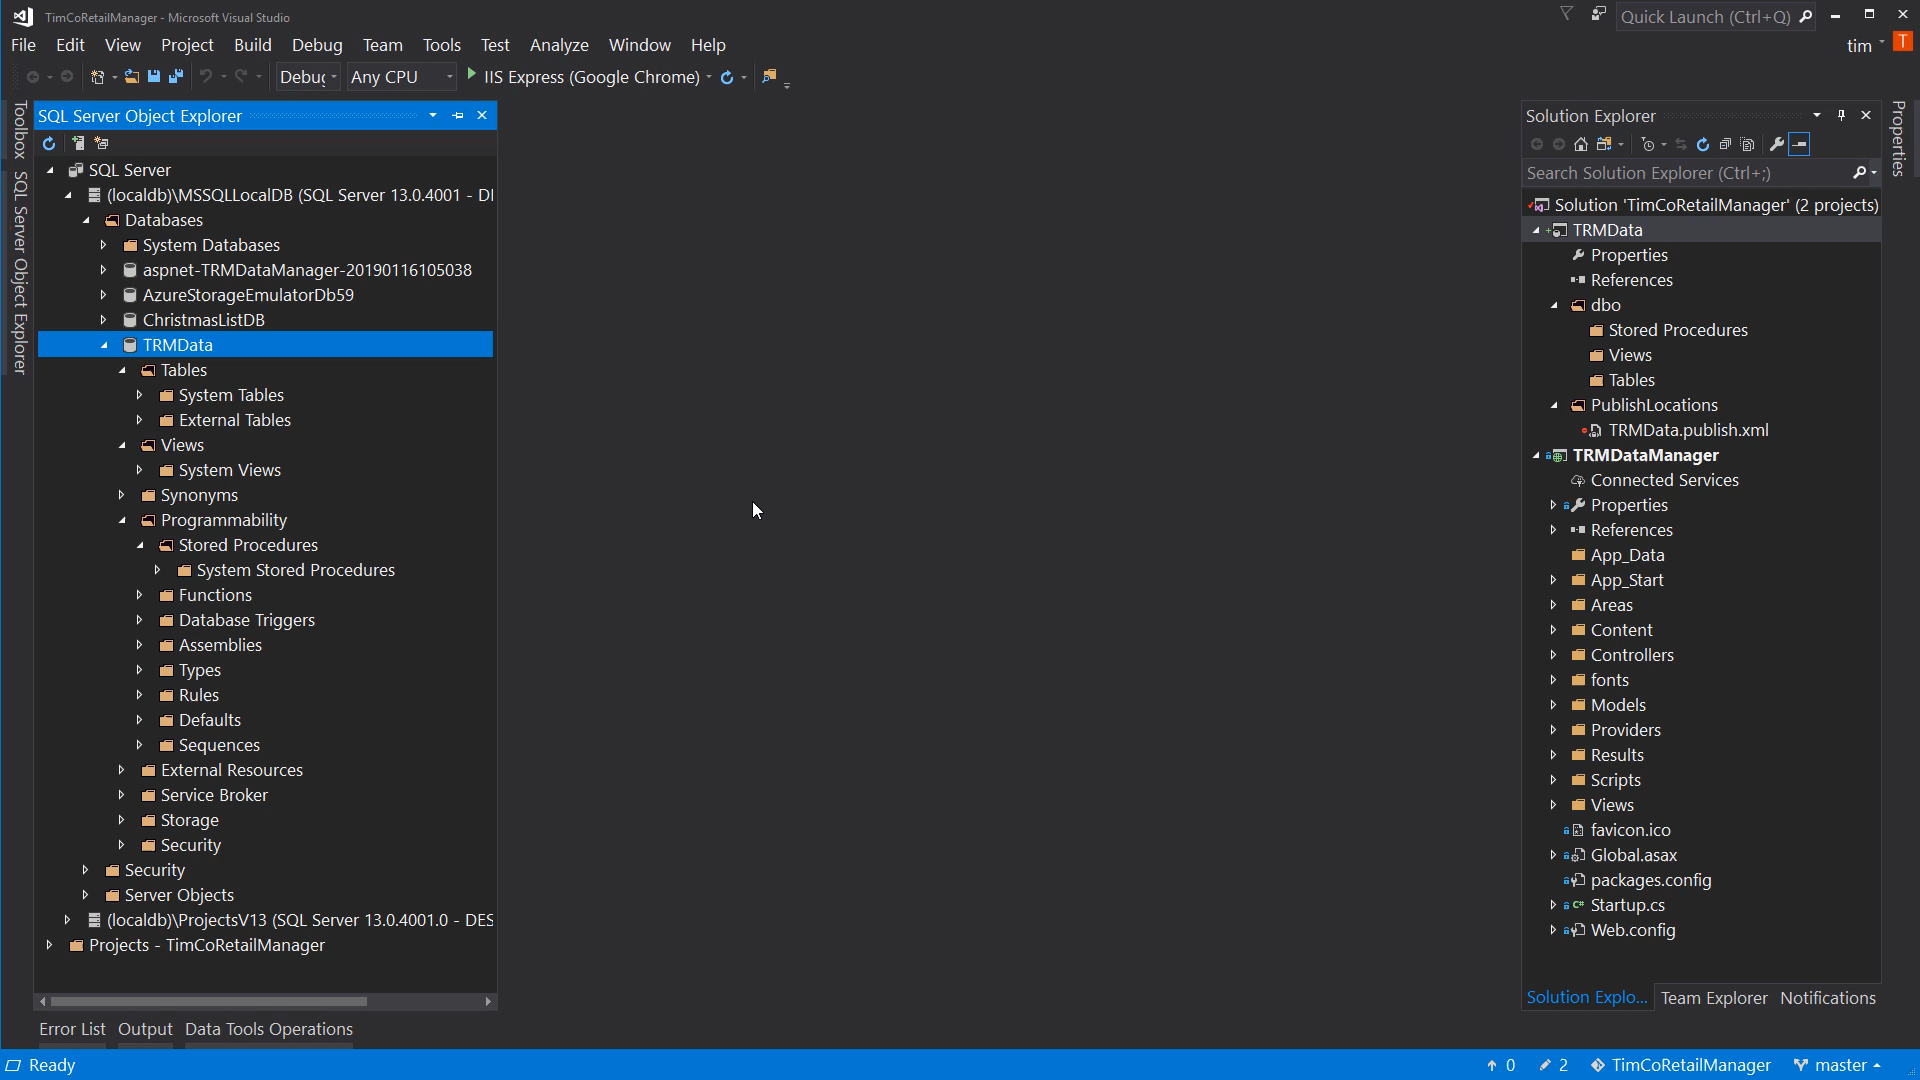 TimCoRetailManager - Microsoft Visual Studio
Quick Launch (Ctrl+Q)
File Edit View Project Build Debug Team Tools Test Analyze Window Help
tim T
Debug Any CPU IIS Express (Google Chrome)
Toolbox
SQL Server Object Explorer
SQL Server Object Explorer
SQL Server
(localdb)\MSSQLLocalDB (SQL Server 13.0.4001 - DI
Databases
System Databases
aspnet-TRMDataManager-20190116105038
AzureStorageEmulatorDb59
ChristmasListDB
TRMData
Tables
System Tables
External Tables
Views
System Views
Synonyms
Programmability
Stored Procedures
System Stored Procedures
Functions
Database Triggers
Assemblies
Types
Rules
Defaults
Sequences
External Resources
Service Broker
Storage
Security
Security
Server Objects
(localdb)\ProjectsV13 (SQL Server 13.0.4001.0 - DES
Projects - TimCoRetailManager
Error List Output Data Tools Operations
Solution Explorer
Search Solution Explorer (Ctrl+;)
Solution 'TimCoRetailManager' (2 projects)
TRMData
Properties
References
dbo
Stored Procedures
Views
Tables
PublishLocations
TRMData.publish.xml
TRMDataManager
Connected Services
Properties
References
App_Data
App_Start
Areas
Content
Controllers
fonts
Models
Providers
Results
Scripts
Views
favicon.ico
Global.asax
packages.config
C# Startup.cs
Web.config
Solution Explo... Team Explorer Notifications
Properties
Ready
0 2 TimCoRetailManager master